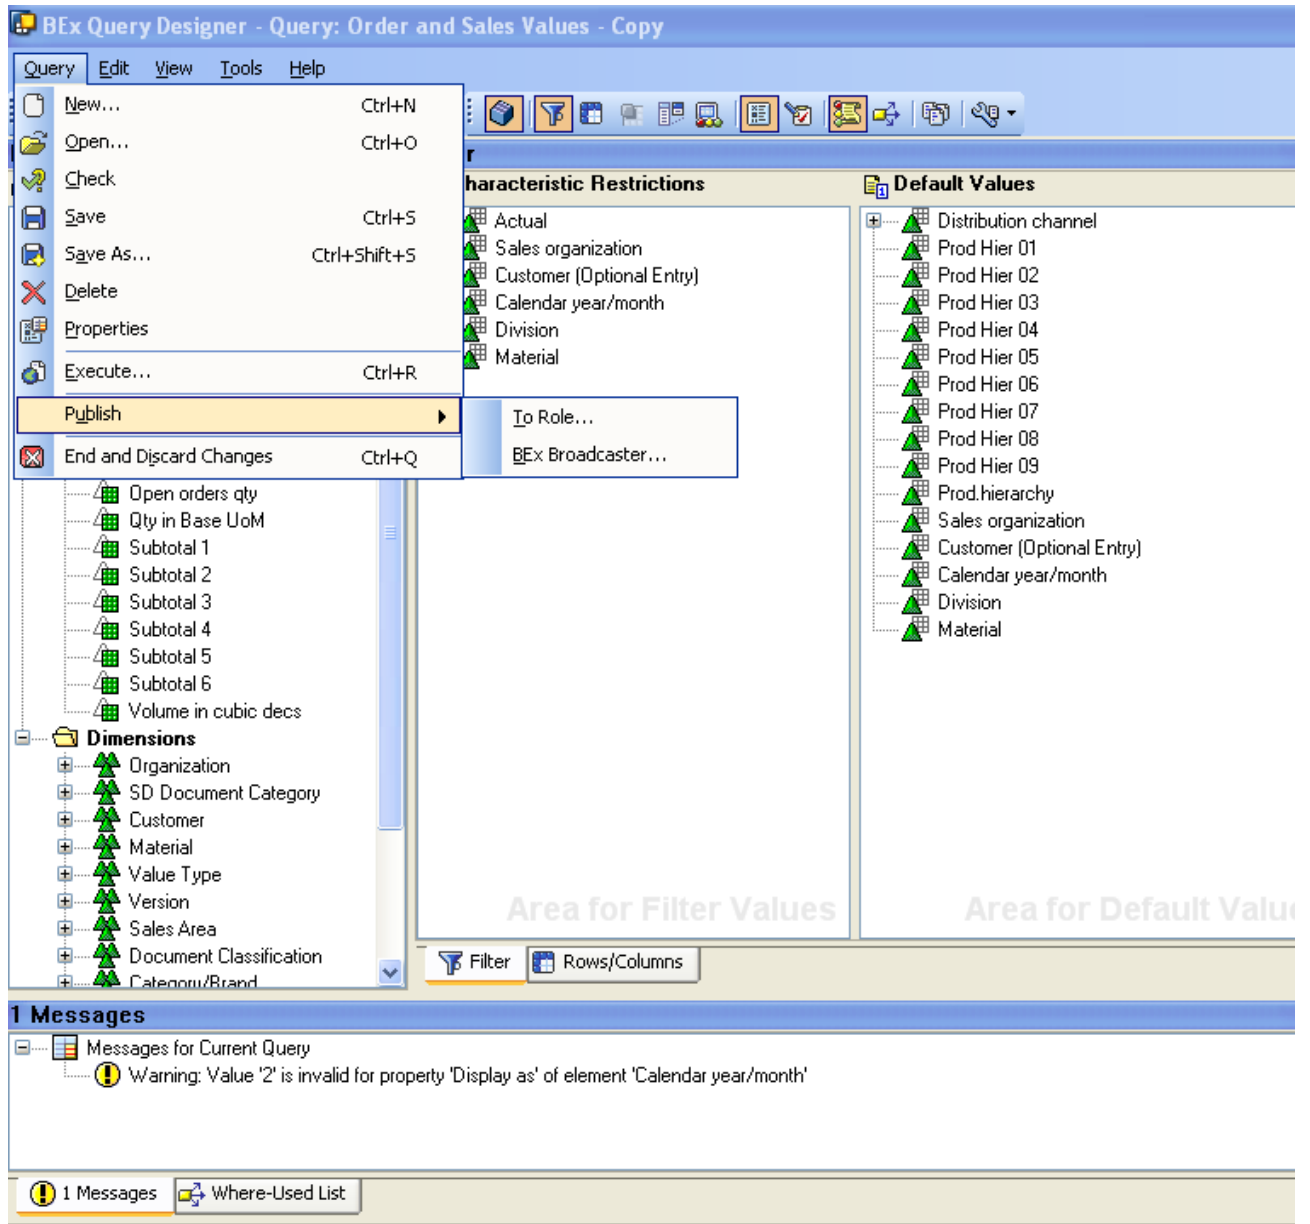 BEx Query Designer - Query: Order and Sales Values - Copy
Query Edit View Tools Help
New... Ctrl+N
Open... Ctrl+O
Check
Save Ctrl+S
Save As... Ctrl+Shift+S
Delete
Properties
Execute... Ctrl+R
Publish
End and Discard Changes Ctrl+Q
To Role...
BEx Broadcaster...
Open orders qty
Qty in Base UoM
Subtotal 1
Subtotal 2
Subtotal 3
Subtotal 4
Subtotal 5
Subtotal 6
Volume in cubic decs
Dimensions
Organization
SD Document Category
Customer
Material
Value Type
Version
Sales Area
Document Classification
Category/Brand
r
haracteristic Restrictions
Actual
Sales organization
Customer (Optional Entry)
Calendar year/month
Division
Material
Area for Filter Values
Default Values
Distribution channel
Prod Hier 01
Prod Hier 02
Prod Hier 03
Prod Hier 04
Prod Hier 05
Prod Hier 06
Prod Hier 07
Prod Hier 08
Prod Hier 09
Prod.hierarchy
Sales organization
Customer (Optional Entry)
Calendar year/month
Division
Material
Area for Default Valu
Filter Rows/Columns
1 Messages
Messages for Current Query
Warning: Value '2' is invalid for property 'Display as' of element 'Calendar year/month'
1 Messages Where-Used List